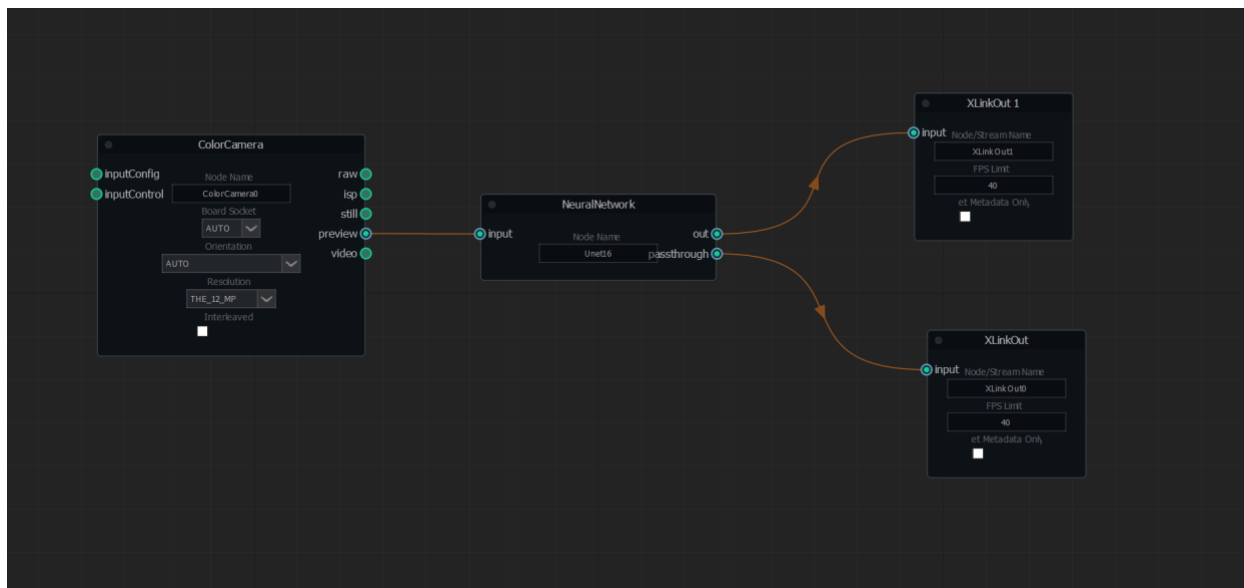 ColorCamera
inputConfig
inputControl
Node Name
ColorCamera0
Board Socket
AUTO
Orientation
AUTO
Resolution
THE_12_MP
Interleaved
raw
isp
still
preview
video
NeuralNetwork
input
Node Name
Unet16
out
passthrough
XLinkOut 1
input
Node/Stream Name
XLinkOut1
FPS Limit
40
et Metadata Only
XLinkOut
input
Node/Stream Name
XLinkOut0
FPS Limit
40
et Metadata Only